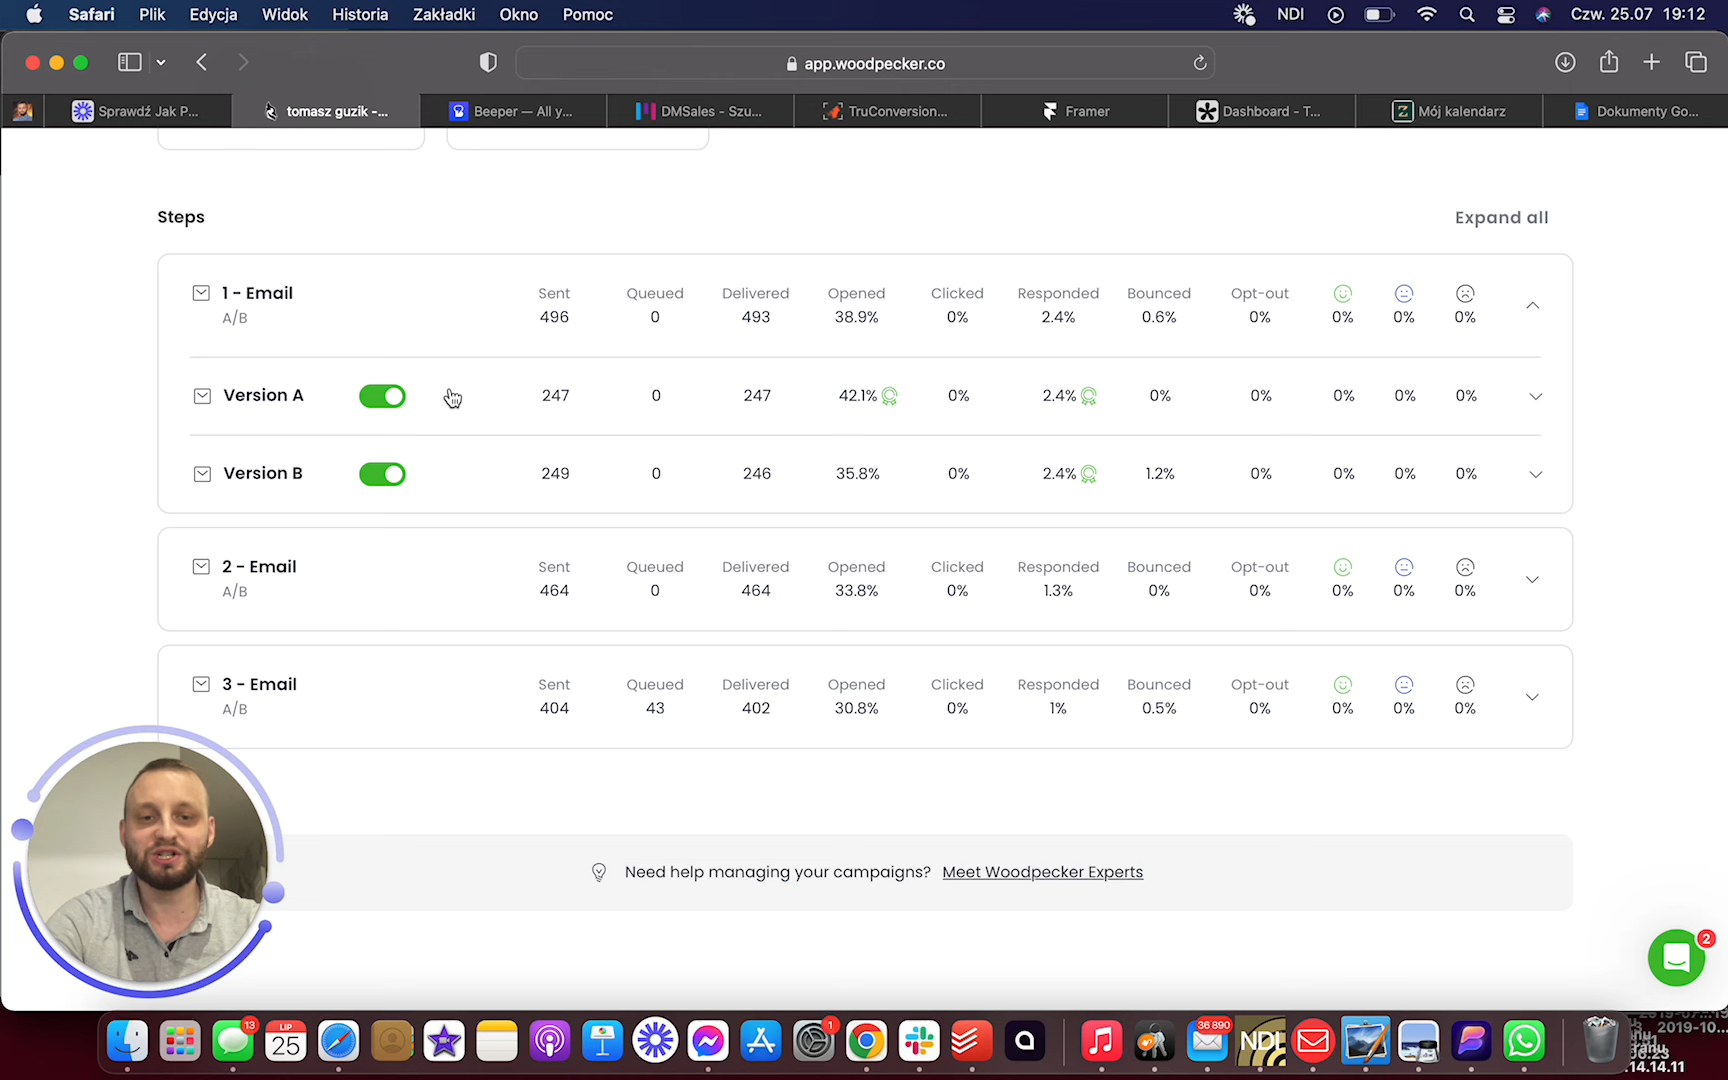 Safari Plik Edycja Widok Historia Zakładki Okno Pomoc NDI Czw. 25.07 19:12
app.woodpecker.co
Sprawdź Jak P... tomasz guzik -... Beeper — All y... DMSales - Szu... TruConversion... Framer Dashboard - T... Z Mój kalendarz Dokumenty Go...
Steps Expand all
1 - Email Sent Queued Delivered Opened Clicked Responded Bounced Opt-out
A/B 496 0 493 38.9% 0% 2.4% 0.6% 0% 0% 0% 0%
Version A 247 0 247 42.1% 0% 2.4% 0% 0% 0% 0% 0%
Version B 249 0 246 35.8% 0% 2.4% 1.2% 0% 0% 0% 0%
2 - Email Sent Queued Delivered Opened Clicked Responded Bounced Opt-out
A/B 464 0 464 33.8% 0% 1.3% 0% 0% 0% 0% 0%
3 - Email Sent Queued Delivered Opened Clicked Responded Bounced Opt-out
A/B 404 43 402 30.8% 0% 1% 0.5% 0% 0% 0% 0%
Need help managing your campaigns? Meet Woodpecker Experts
2
13 LIP 25 1 36 890 NDI
2019-10...
14.14.11